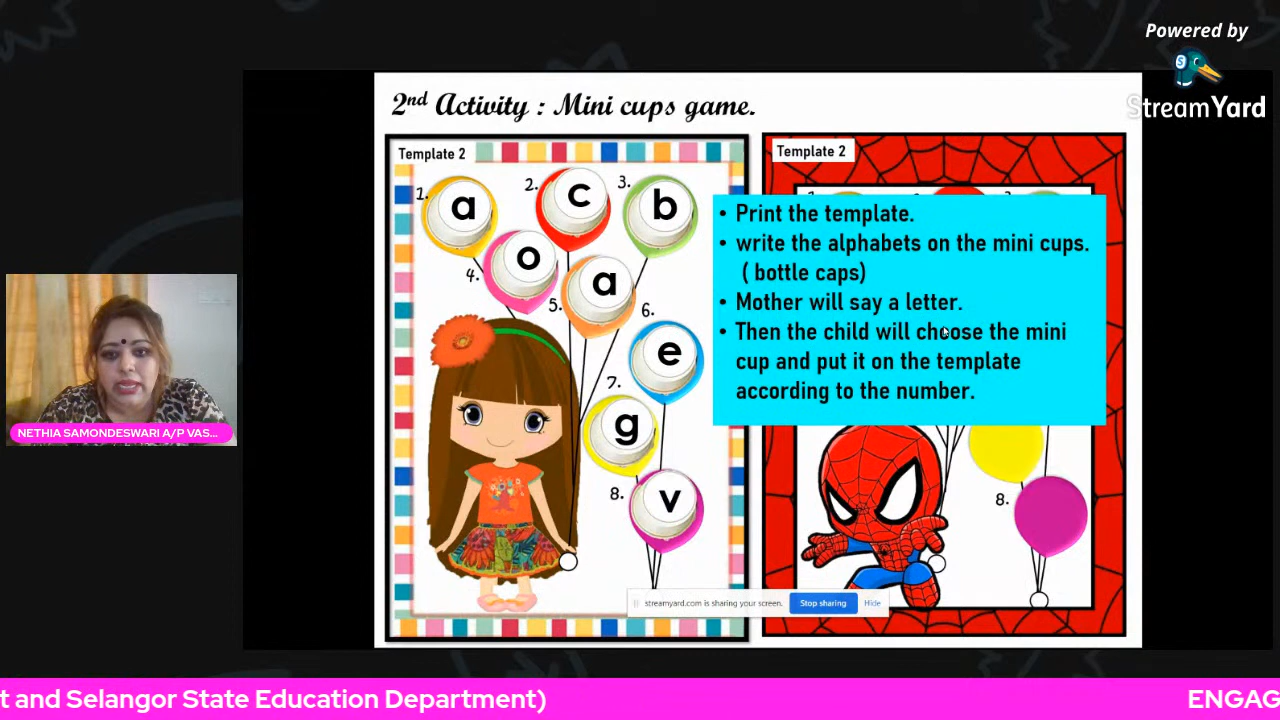 Powered by
StreamYard
2nd Activity : Mini cups game.
Template 2
1.
a
2.
c
3.
b
4.
o
5.
a
6.
e
7.
g
8.
v
Template 2
• Print the template.
• write the alphabets on the mini cups.
( bottle caps)
• Mother will say a letter.
• Then the child will choose the mini
cup and put it on the template
according to the number.
8.
streamyard.com is sharing your screen.
Stop sharing
Hide
NETHIA SAMONDESWARI A/P VAS...
t and Selangor State Education Department)
ENGAG